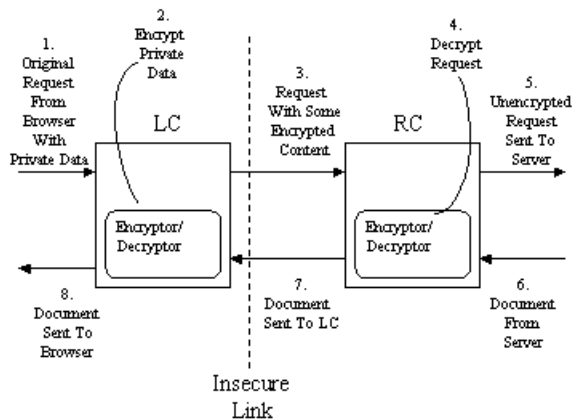 1.
Original
Request
From
Browser
With
Private Data
2.
Encrypt
Private
Data
3.
Request
With Some
Encrypted
Content
4.
Decrypt
Request
5.
Unencrypted
Request
Sent To
Server
LC
RC
Encryptor/
Decryptor
Encryptor/
Decryptor
8.
Document
Sent To
Browser
7.
Document
Sent To LC
6.
Document
From
Server
Insecure
Link